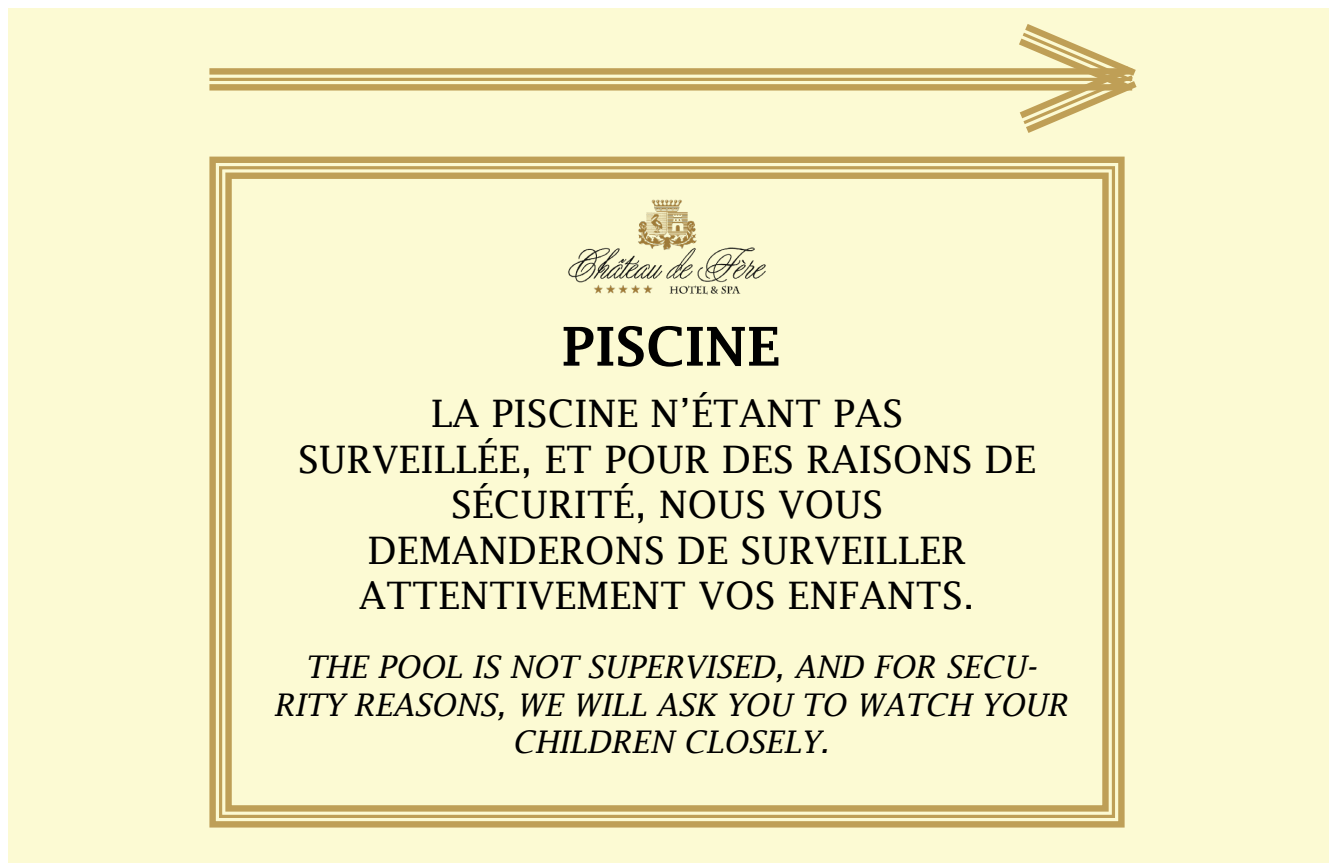 Château de Fère
★★★★★ HOTEL & SPA
PISCINE
LA PISCINE N’ÉTANT PAS
SURVEILLÉE, ET POUR DES RAISONS DE
SÉCURITÉ, NOUS VOUS
DEMANDERONS DE SURVEILLER
ATTENTIVEMENT VOS ENFANTS.
THE POOL IS NOT SUPERVISED, AND FOR SECU-
RITY REASONS, WE WILL ASK YOU TO WATCH YOUR
CHILDREN CLOSELY.